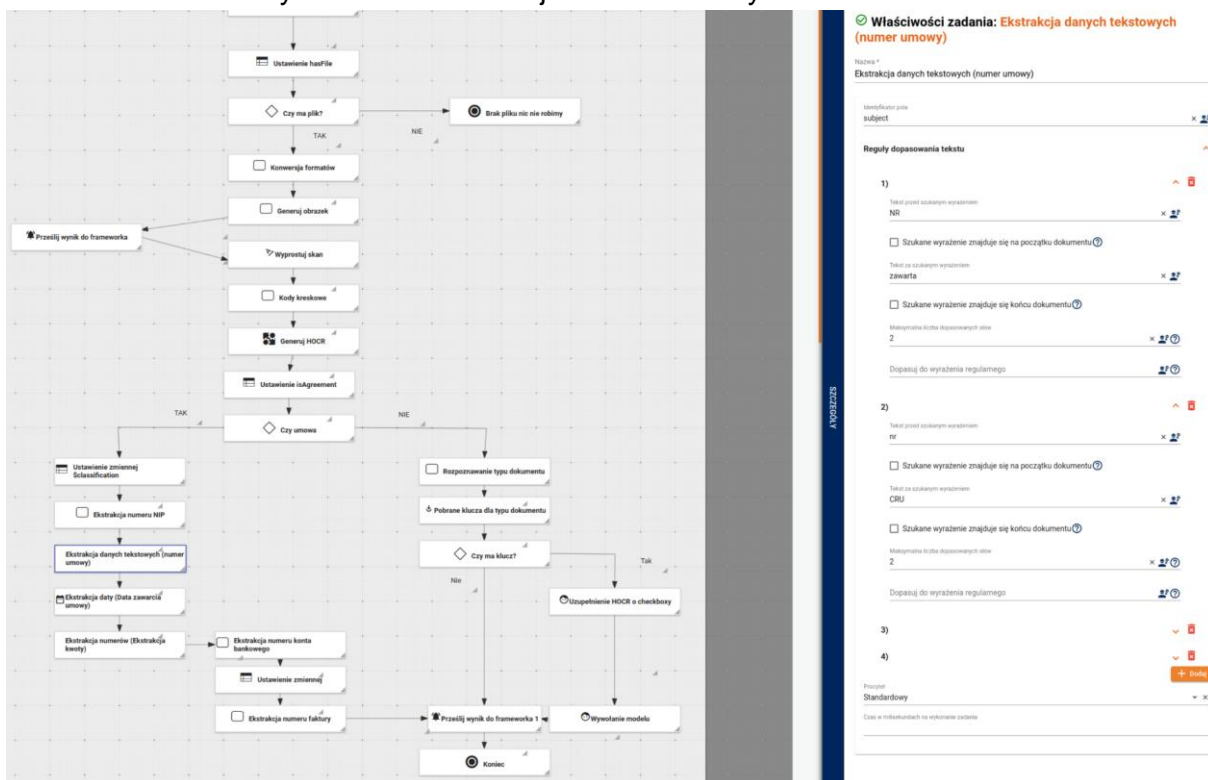 Ustawienie hasFile
Czy ma plik?
Brak pliku nic nie robimy
TAK
NIE
Konwersja formatów
Generuj obrazek
Prześlij wynik do frameworka
Wyprostuj skan
Kody kreskowe
Generuj HOCR
Ustawienie isAgreement
TAK
NIE
Czy umowa
Ustawienie zmiennej
Sclassification
Rozpoznawanie typu dokumentu
Ekstrakcja numeru NIP
Pobrane klucza dla typu dokumentu
Ekstrakcja danych tekstowych (numer
umowy)
Czy ma klucz?
Tak
Nie
Ekstrakcja daty (Data zawarcia
umowy)
Uzupełnienie HOCR o checkboxy
Ekstrakcja numerów (Ekstrakcja
kwoty)
Ekstrakcja numeru konta
bankowego
Ustawienie zmiennej
Ekstrakcja numeru faktury
Prześlij wynik do frameworka 1
Wywołanie modelu
Koniec
SZCZEGÓŁY
Właściwości zadania: Ekstrakcja danych tekstowych
(numer umowy)
Nazwa *
Ekstrakcja danych tekstowych (numer umowy)
Identyfikator pola
subject
Reguły dopasowania tekstu
1)
Tekst przed szukanym wyrażeniem
NR
Szukane wyrażenie znajduje się na początku dokumentu
Tekst za szukanym wyrażeniem
zawarta
Szukane wyrażenie znajduje się końcu dokumentu
Maksymalna liczba dopasowanych słów
2
Dopasuj do wyrażenia regularnego
2)
Tekst przed szukanym wyrażeniem
nr
Szukane wyrażenie znajduje się na początku dokumentu
Tekst za szukanym wyrażeniem
CRU
Szukane wyrażenie znajduje się końcu dokumentu
Maksymalna liczba dopasowanych słów
2
Dopasuj do wyrażenia regularnego
3)
4)
+ Dodaj
Priorytet
Standardowy
Czas w milisekundach na wykonanie zadania